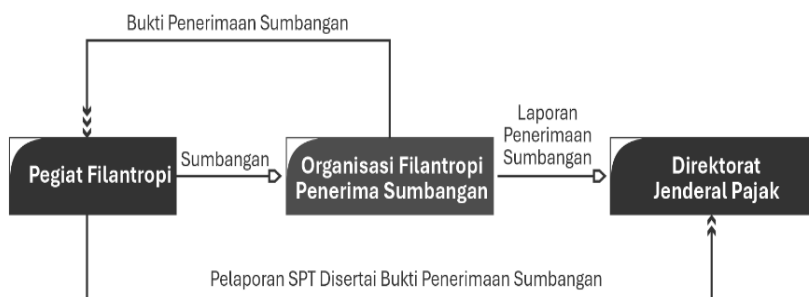 Bukti Penerimaan Sumbangan
Laporan
Penerimaan
Sumbangan
Pegiat Filantropi
Sumbangan
Organisasi Filantropi
Penerima Sumbangan
Direktorat
Jenderal Pajak
Pelaporan SPT Disertai Bukti Penerimaan Sumbangan